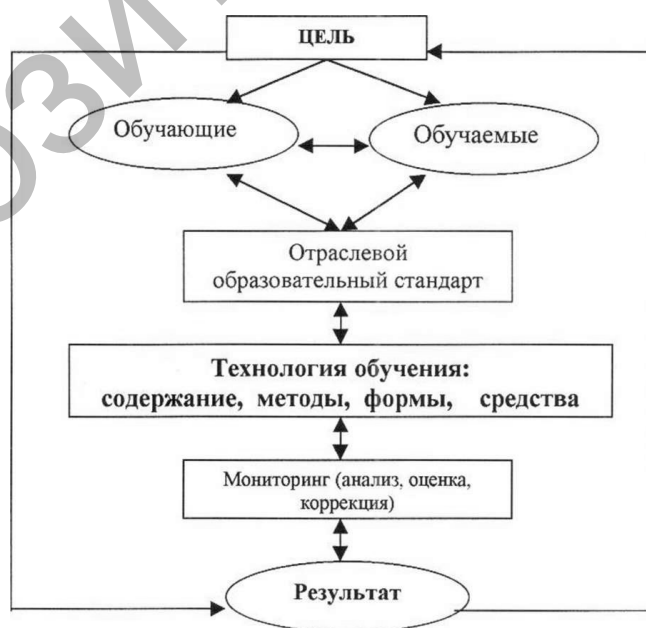 ЦЕЛЬ
Обучающие
Обучаемые
Отраслевой
образовательный стандарт
Технология обучения:
содержание, методы, формы, средства
Мониторинг (анализ, оценка,
коррекция)
Результат